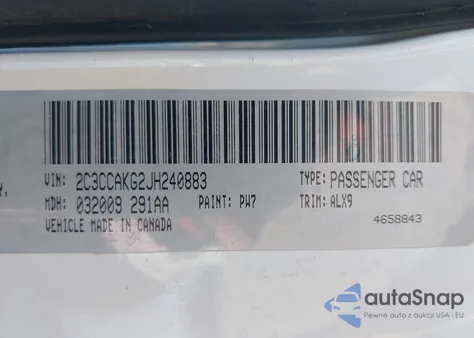 VIN: 2C3CCAKG2JH240883 TYPE: PASSENGER CAR
Y,
MDH: 032009 291AA PAINT: PW7 TRIM: ALX9
VEHICLE MADE IN CANADA 4658843
autoSnap
Pewne auta z aukcji USA i EU